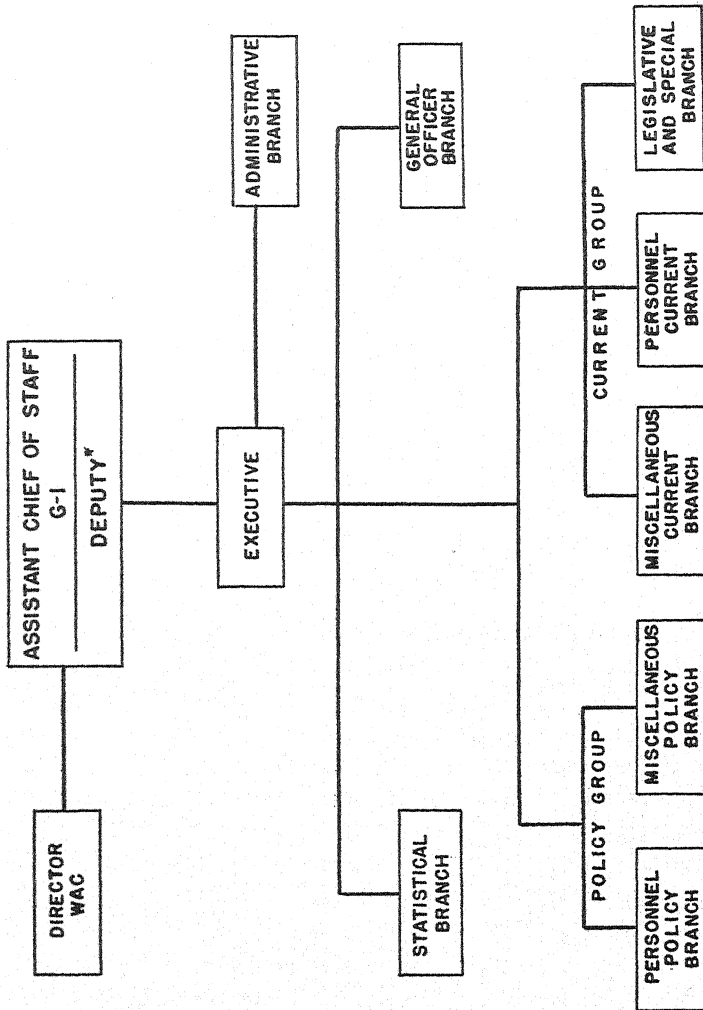 ASSISTANT CHIEF OF STAFF
G-1
DEPUTY*
DIRECTOR
WAC
EXECUTIVE
ADMINISTRATIVE
BRANCH
STATISTICAL
BRANCH
GENERAL
OFFICER
BRANCH
POLICY GROUP
CURRENT GROUP
PERSONNEL
POLICY
BRANCH
MISCELLANEOUS
POLICY
BRANCH
MISCELLANEOUS
CURRENT
BRANCH
PERSONNEL
CURRENT
BRANCH
LEGISLATIVE
AND SPECIAL
BRANCH